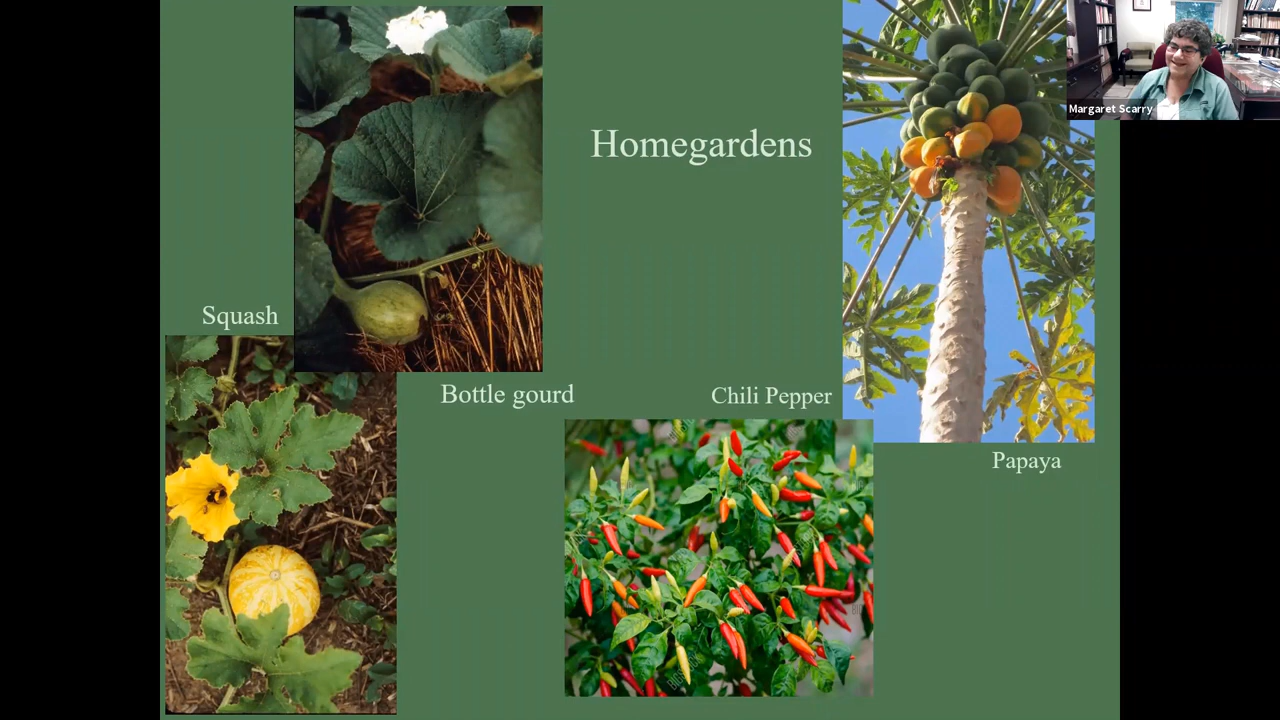 Homegardens
Margaret Scarry
Squash
Bottle gourd
Chili Pepper
Papaya